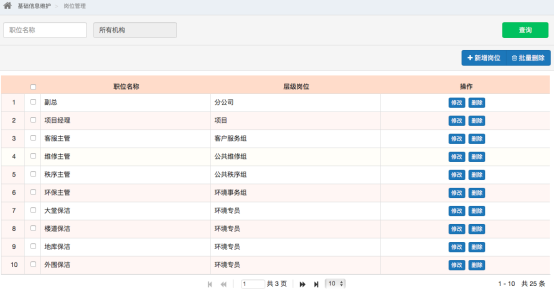 基础信息维护 岗位管理
职位名称 所有机构 查询
新增岗位 批量删除
职位名称 层级岗位 操作
1 副总 分公司 修改 删除
2 项目经理 项目 修改 删除
3 客服主管 客户服务组 修改 删除
4 维修主管 公共维修组 修改 删除
5 秩序主管 公共秩序组 修改 删除
6 环保主管 环境事务组 修改 删除
7 大堂保洁 环境专员 修改 删除
8 楼道保洁 环境专员 修改 删除
9 地库保洁 环境专员 修改 删除
10 外围保洁 环境专员 修改 删除
1 共 3 页 10 1 - 10 共 25 条